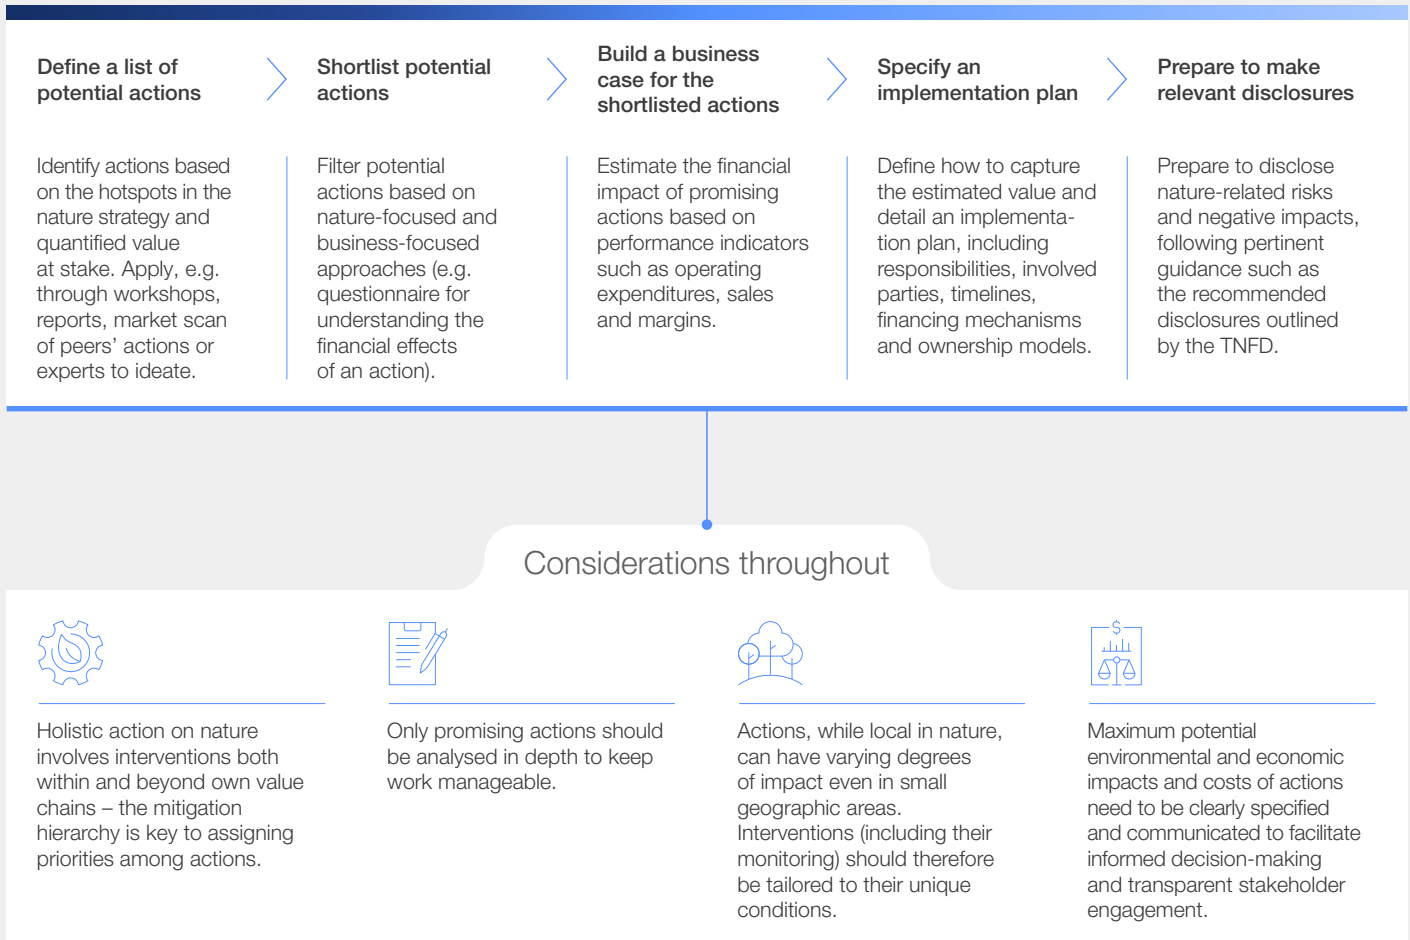 Define a list of
potential actions
Shortlist potential
actions
Build a business
case for the
shortlisted actions
Specify an
implementation plan
Prepare to make
relevant disclosures
Identify actions based
on the hotspots in the
nature strategy and
quantified value
at stake. Apply, e.g.
through workshops,
reports, market scan
of peers’ actions or
experts to ideate.
Filter potential
actions based on
nature-focused and
business-focused
approaches (e.g.
questionnaire for
understanding the
financial effects
of an action).
Estimate the financial
impact of promising
actions based on
performance indicators
such as operating
expenditures, sales
and margins.
Define how to capture
the estimated value and
detail an implementa-
tion plan, including
responsibilities, involved
parties, timelines,
financing mechanisms
and ownership models.
Prepare to disclose
nature-related risks
and negative impacts,
following pertinent
guidance such as
the recommended
disclosures outlined
by the TNFD.
Considerations throughout
Holistic action on nature
involves interventions both
within and beyond own value
chains – the mitigation
hierarchy is key to assigning
priorities among actions.
Only promising actions should
be analysed in depth to keep
work manageable.
Actions, while local in nature,
can have varying degrees
of impact even in small
geographic areas.
Interventions (including their
monitoring) should therefore
be tailored to their unique
conditions.
$
Maximum potential
environmental and economic
impacts and costs of actions
need to be clearly specified
and communicated to facilitate
informed decision-making
and transparent stakeholder
engagement.